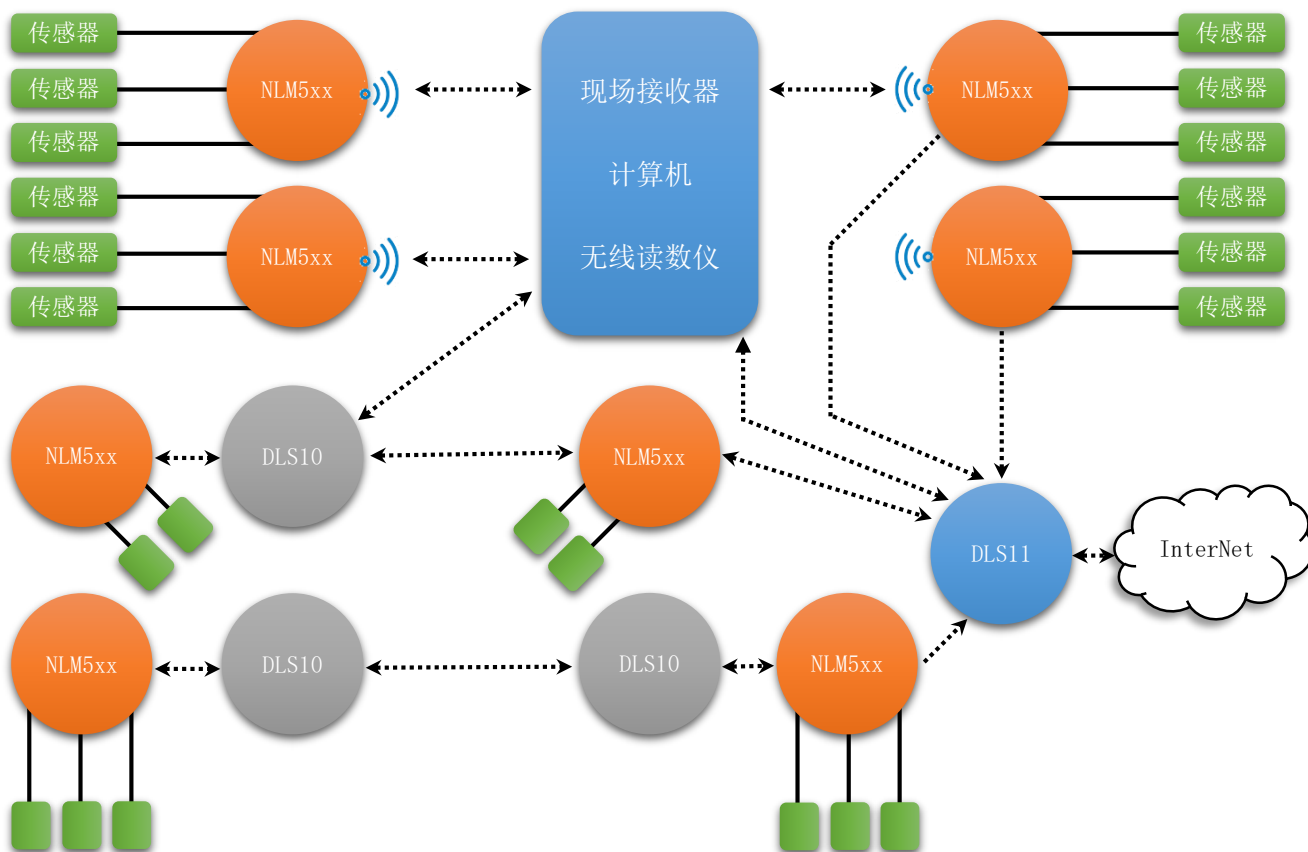 传感器
传感器
传感器
传感器
传感器
传感器
NLM5xx
NLM5xx
现场接收器
计算机
无线读数仪
NLM5xx
NLM5xx
传感器
传感器
传感器
传感器
传感器
传感器
NLM5xx
DLS10
NLM5xx
DLS11
InterNet
NLM5xx
DLS10
DLS10
NLM5xx